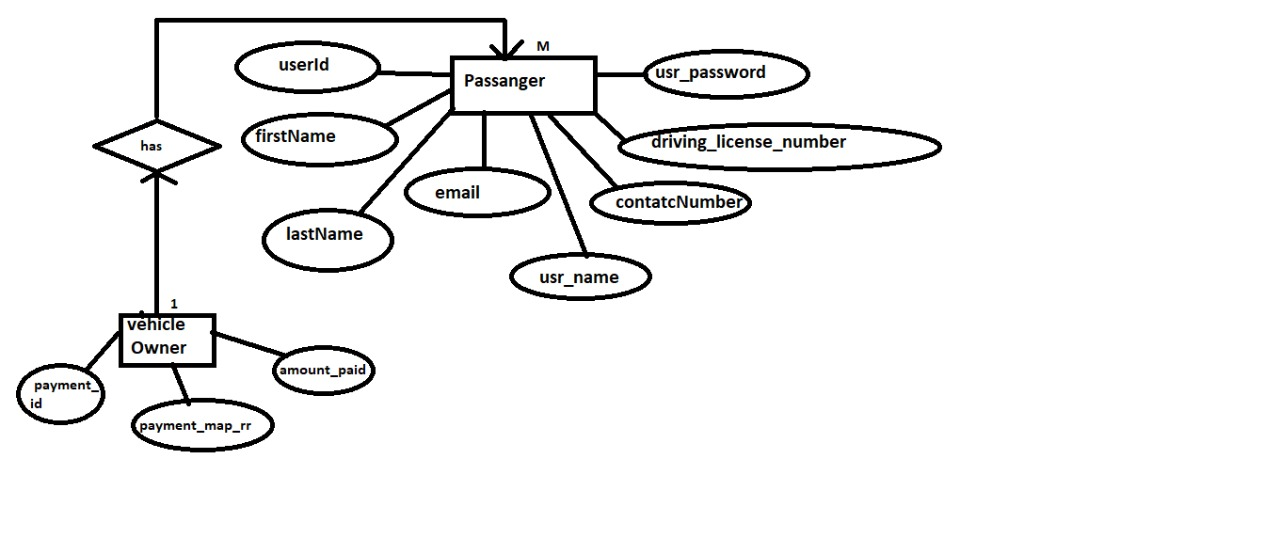 M
userId
Passanger
usr_password
firstName
has
driving_license_number
email
contatcNumber
lastName
usr_name
1
vehicle
Owner
amount_paid
payment_
id
payment_map_rr